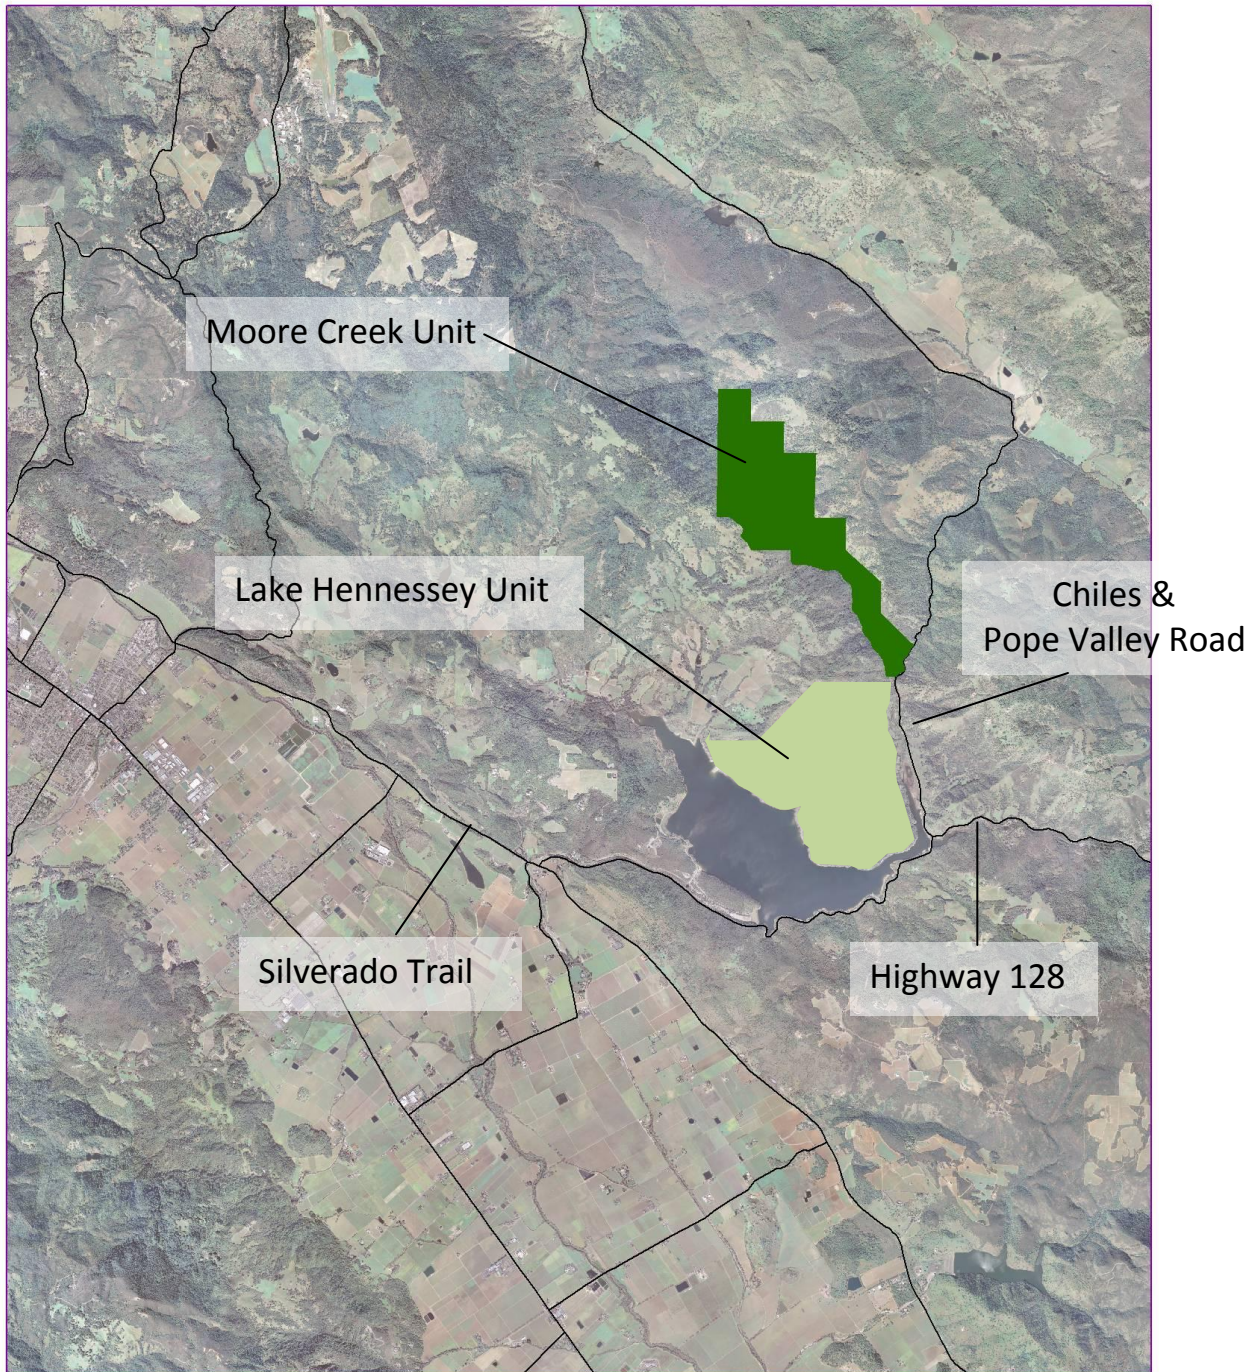 Moore Creek Unit
Lake Hennessey Unit
Chiles &
Pope Valley Road
Silverado Trail
Highway 128